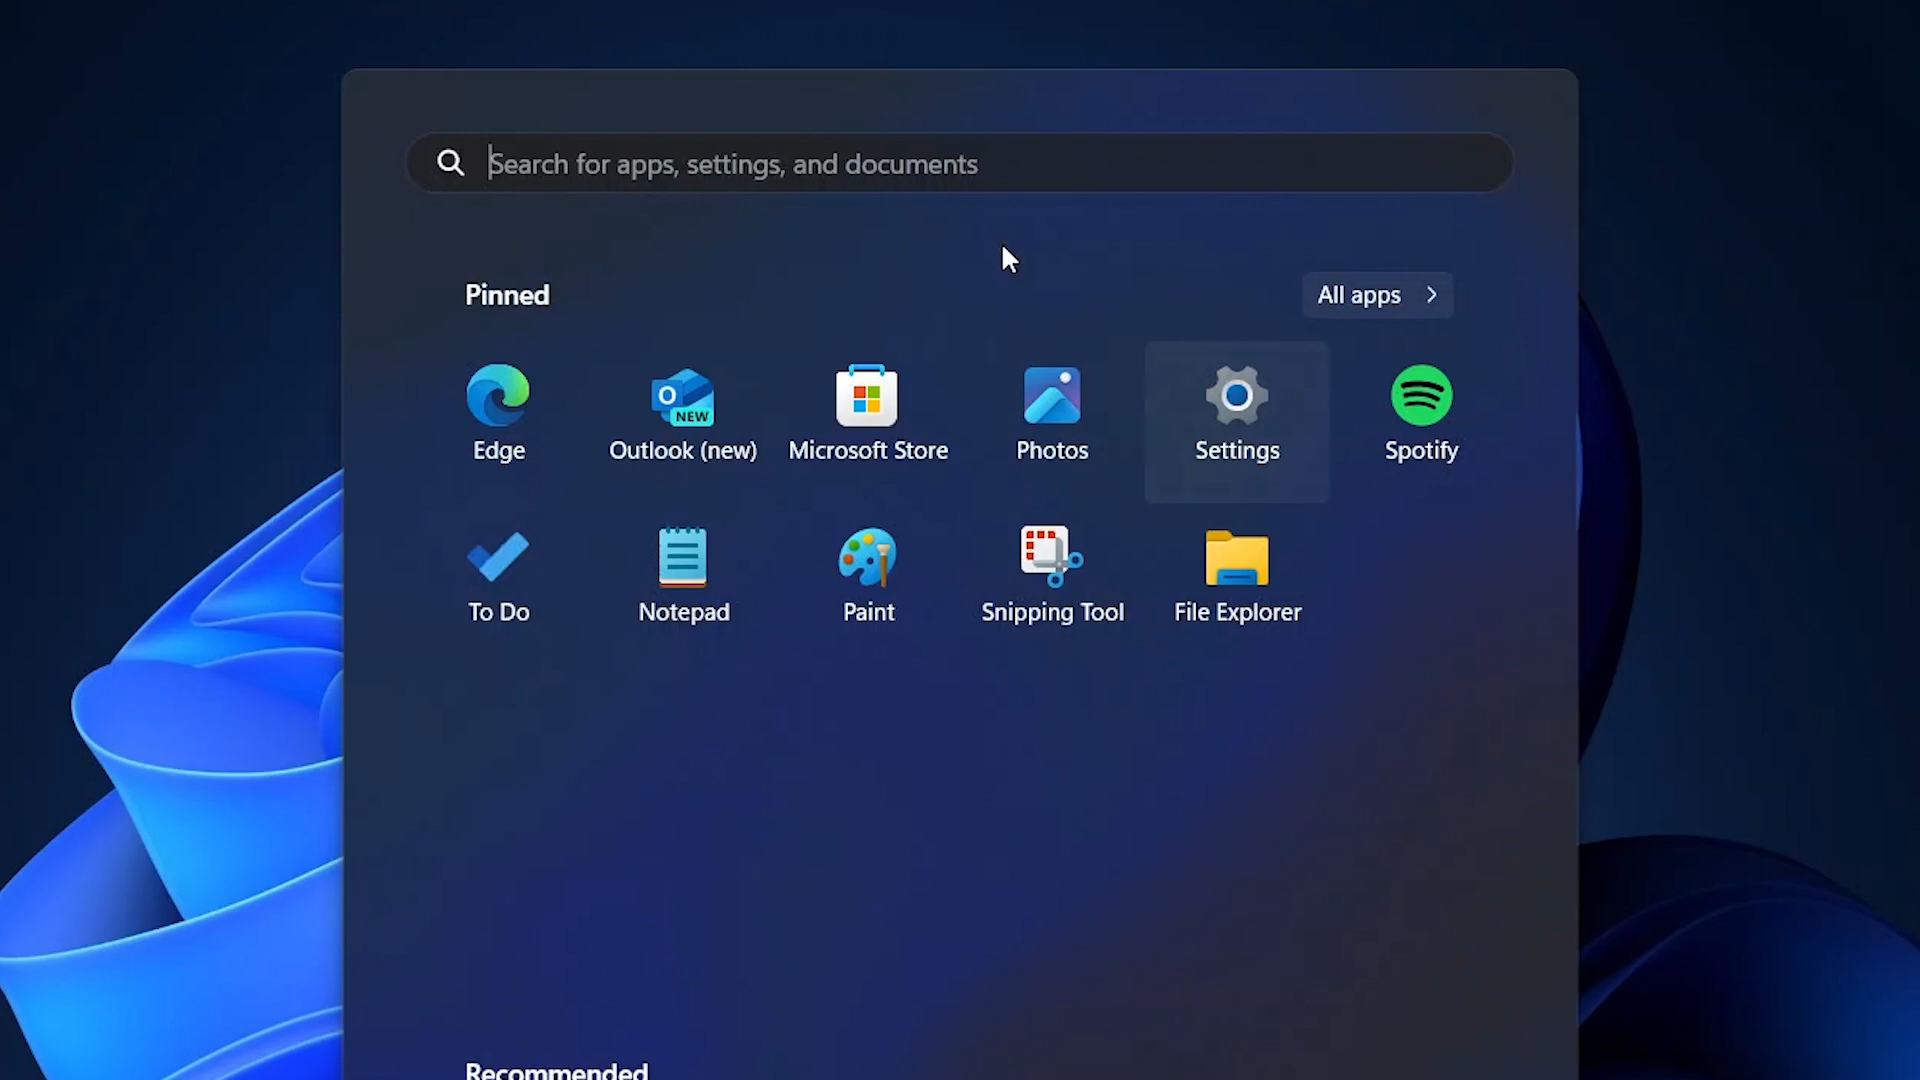 Search for apps, settings, and documents
Pinned
All apps
Edge
Outlook (new)
NEW
Microsoft Store
Photos
Settings
Spotify
To Do
Notepad
Paint
Snipping Tool
File Explorer
Recommended